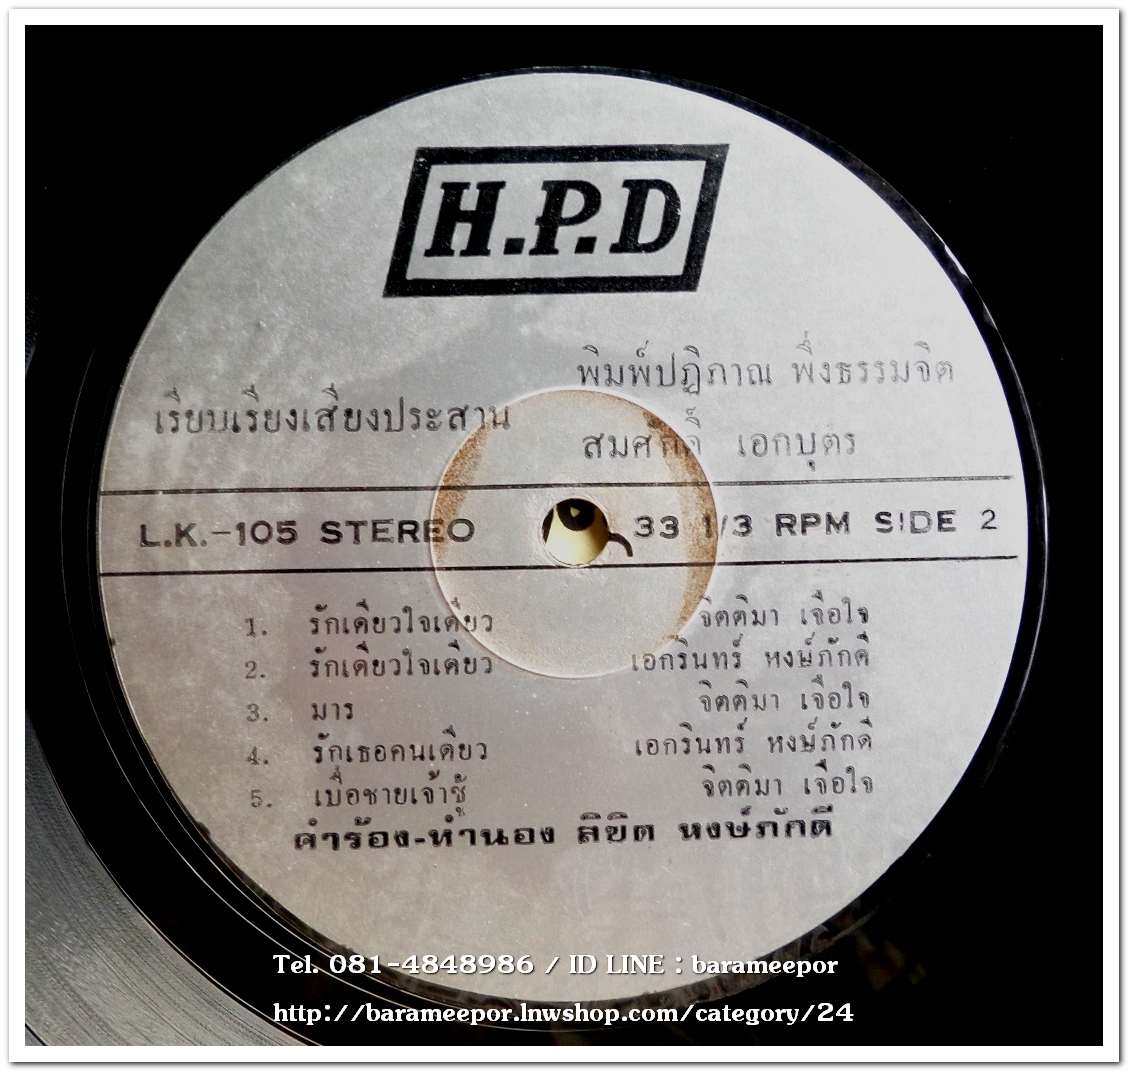 H.P.D
พิมพ์ปฏิภาณ พึ่งธรรมจิต
เรียบเรียงเสียงประสาน
สมศักดิ์ เอกบุตร
L.K.-105 STEREO 33 1/3 RPM SIDE 2
1. รักเดียวใจเดียว จิตติมา เจือใจ
2. รักเดียวใจเดียว เอกรินทร์ หงษ์ภักดี
3. มาร จิตติมา เจือใจ
4. รักเธอคนเดียว เอกรินทร์ หงษ์ภักดี
5. เบื่อชายเจ้าชู้ จิตติมา เจือใจ
คำร้อง-ทำนอง ลิขิต หงษ์ภักดี
Tel. 081-4848986 / ID LINE : barameepor
http://barameepor.lnwshop.com/category/24